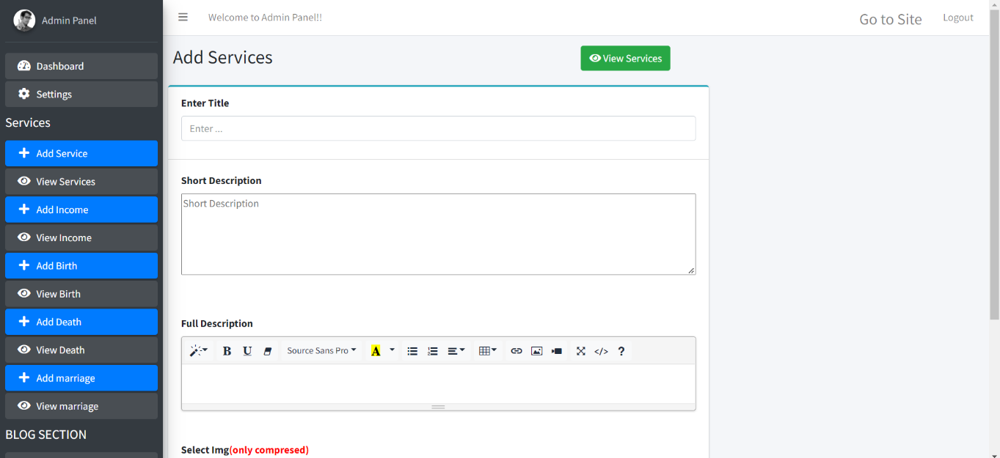 Admin Panel
Welcome to Admin Panel!!
Go to Site
Logout
Dashboard
Settings
Services
Add Service
View Services
Add Income
View Income
Add Birth
View Birth
Add Death
View Death
Add marriage
View marriage
BLOG SECTION
Add Services
View Services
Enter Title
Enter ...
Short Description
Short Description
Full Description
B U Source Sans Pro A </> ?
Select Img(only compresed)